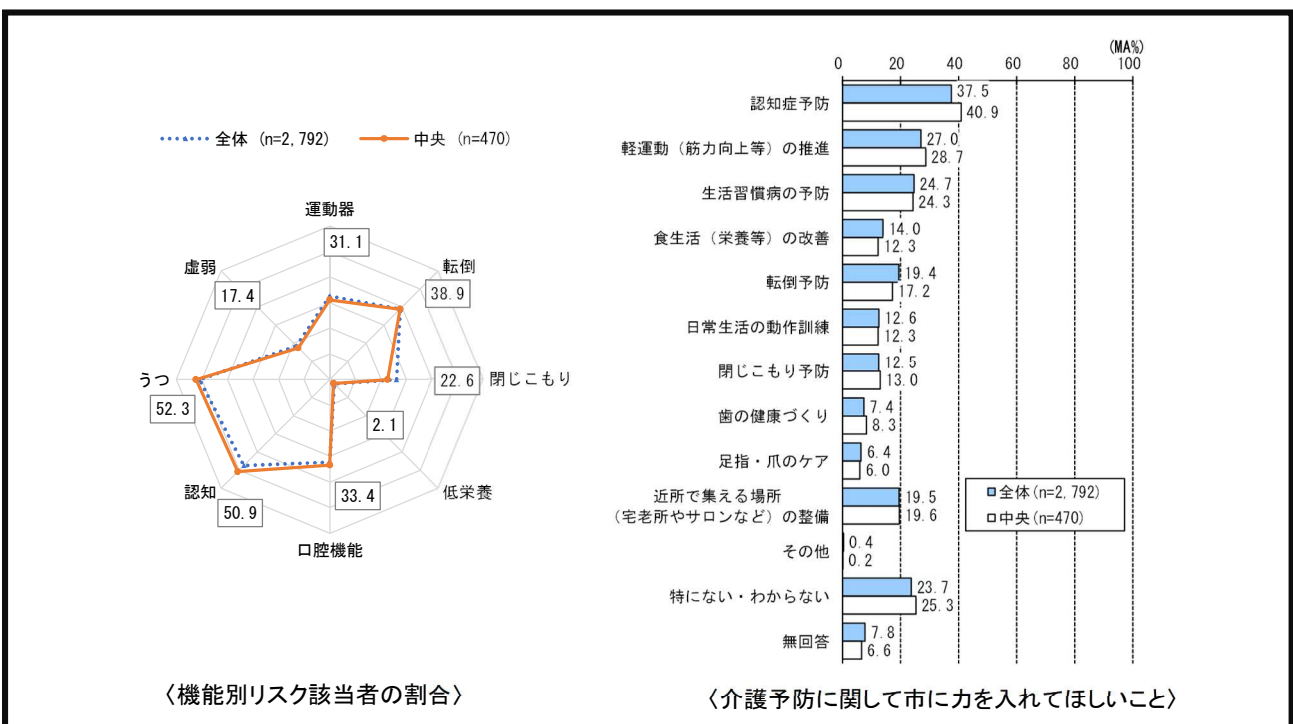 全体 (n=2,792)
中央 (n=470)
運動器
31.1
転倒
38.9
閉じこもり
22.6
低栄養
2.1
口腔機能
33.4
認知
50.9
うつ
52.3
虚弱
17.4
〈機能別リスク該当者の割合〉
(MA%)
0 20 40 60 80 100
認知症予防
37.5
40.9
軽運動（筋力向上等）の推進
27.0
28.7
生活習慣病の予防
24.7
24.3
食生活（栄養等）の改善
14.0
12.3
転倒予防
19.4
17.2
日常生活の動作訓練
12.6
12.3
閉じこもり予防
12.5
13.0
歯の健康づくり
7.4
8.3
足指・爪のケア
6.4
6.0
近所で集える場所
（宅老所やサロンなど）の整備
19.5
19.6
その他
0.4
0.2
特にない・わからない
23.7
25.3
無回答
7.8
6.6
全体(n=2,792)
中央(n=470)
〈介護予防に関して市に力を入れてほしいこと〉